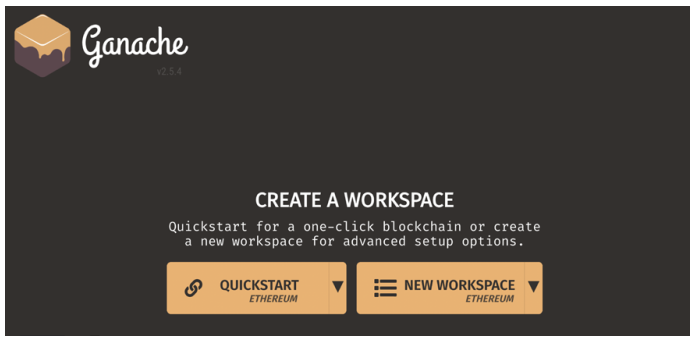 Ganache
v2.5.4
CREATE A WORKSPACE
Quickstart for a one-click blockchain or create
a new workspace for advanced setup options.
QUICKSTART
ETHEREUM
NEW WORKSPACE
ETHEREUM